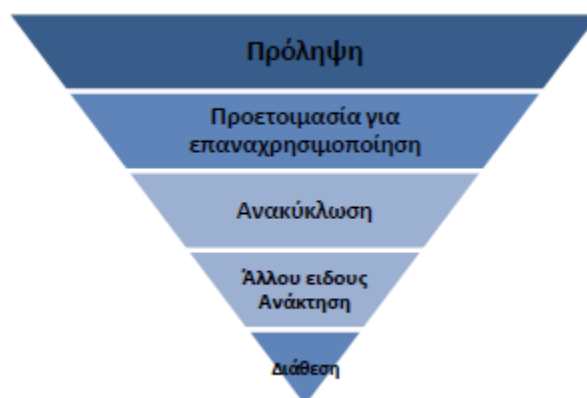 Πρόληψη
Προετοιμασία για
επαναχρησιμοποίηση
Ανακύκλωση
Άλλου ειδους
Ανάκτηση
Διάθεση